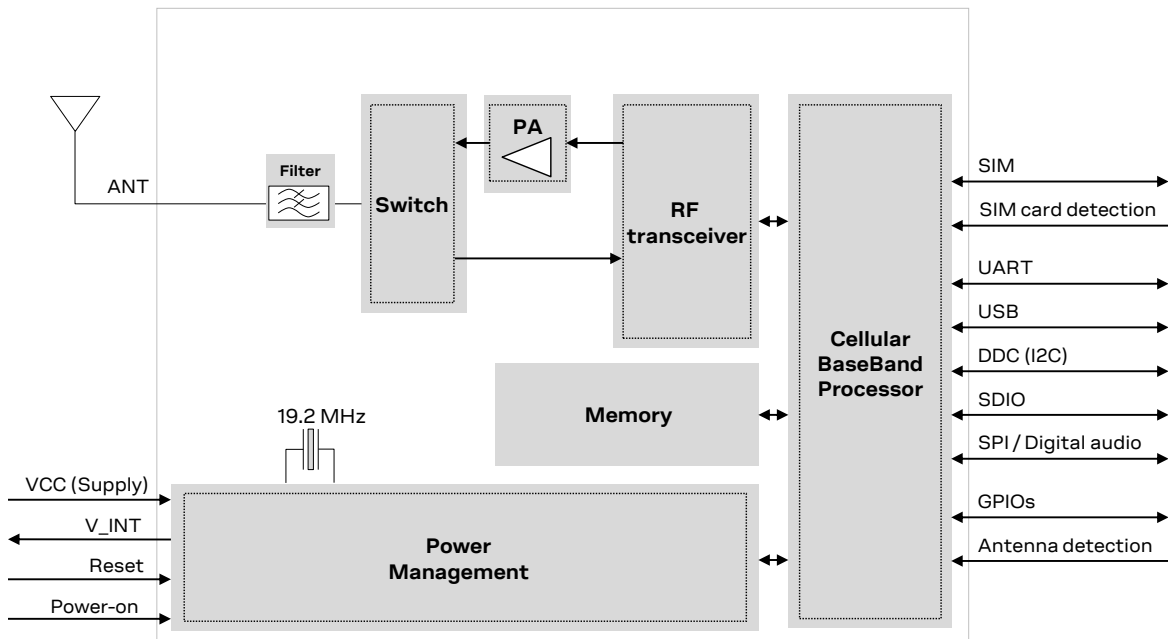 PA
Filter
ANT
Switch
RF
transceiver
SIM
SIM card detection
UART
USB
DDC (I2C)
SDIO
SPI / Digital audio
GPIOs
Antenna detection
Cellular
BaseBand
Processor
Memory
19.2 MHz
VCC (Supply)
V_INT
Reset
Power-on
Power
Management